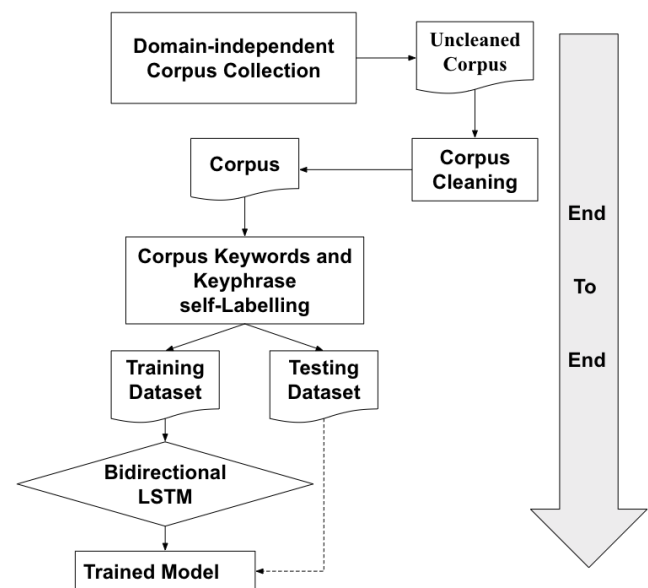 Domain-independent
Corpus Collection
Uncleaned
Corpus
Corpus
Corpus
Cleaning
Corpus Keywords and
Keyphrase
self-Labelling
Training
Dataset
Testing
Dataset
Bidirectional
LSTM
Trained Model
End
To
End